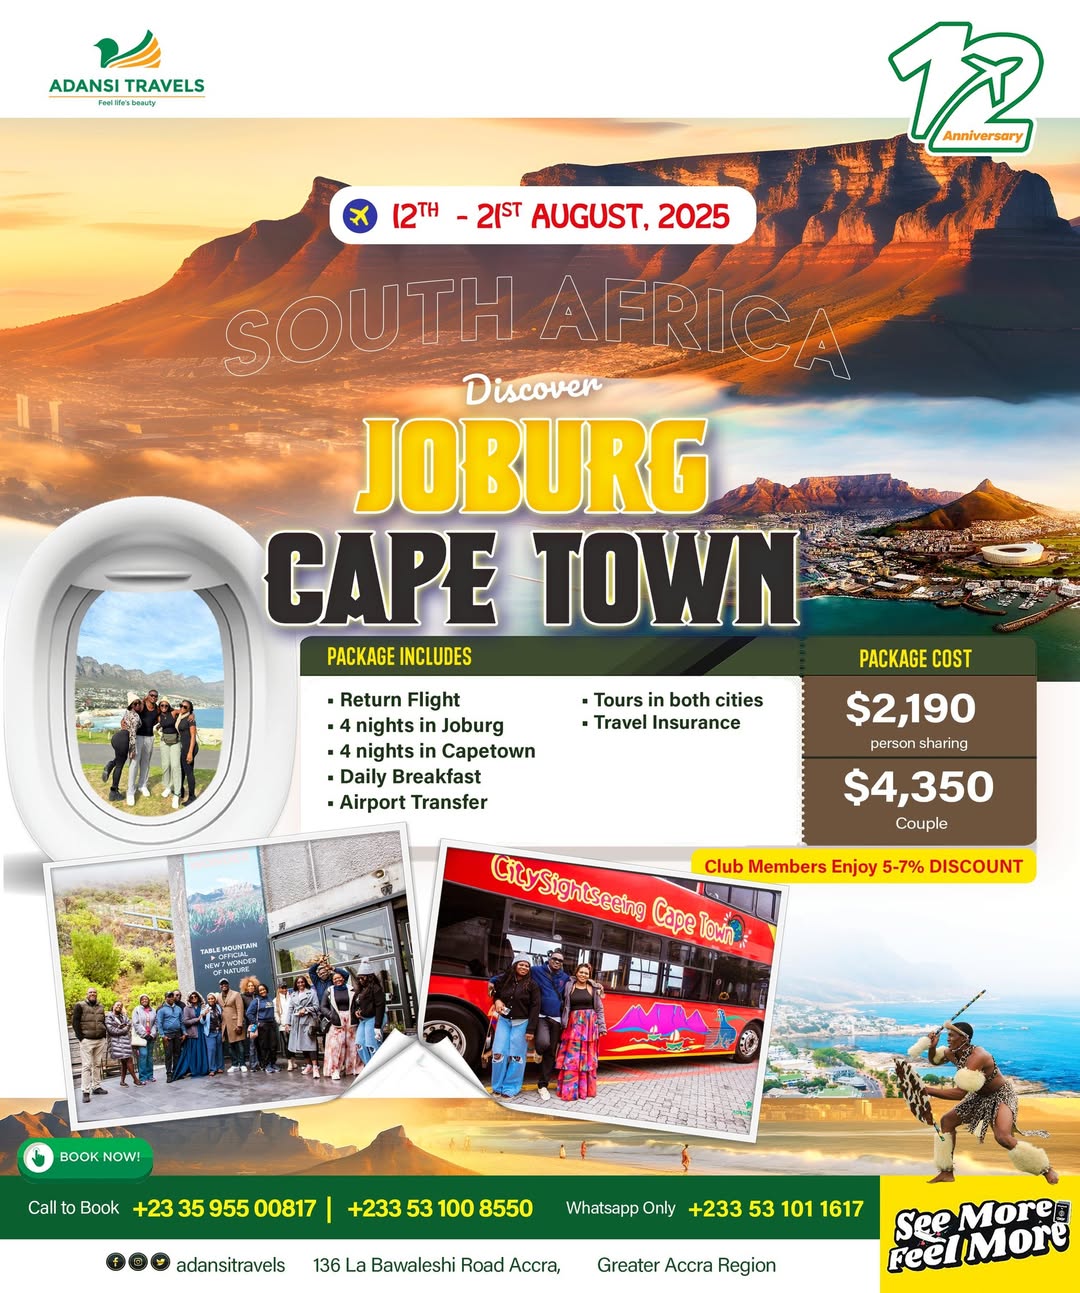 ADANSI TRAVELS
Feel life's beauty
12
Anniversary
12TH - 21ST AUGUST, 2025
SOUTH AFRICA
Discover
JOBURG
CAPE TOWN
PACKAGE INCLUDES
▪ Return Flight
▪ 4 nights in Joburg
▪ 4 nights in Capetown
▪ Daily Breakfast
▪ Airport Transfer
▪ Tours in both cities
▪ Travel Insurance
PACKAGE COST
$2,190
person sharing
$4,350
Couple
Club Members Enjoy 5-7% DISCOUNT
TABLE MOUNTAIN
▶ OFFICIAL
NEW 7 WONDER
OF NATURE
CitySightseeing Cape Town
BOOK NOW!
Call to Book +23 35 955 00817 | +233 53 100 8550 Whatsapp Only +233 53 101 1617
See More
Feel More
adansitravels 136 La Bawaleshi Road Accra, Greater Accra Region